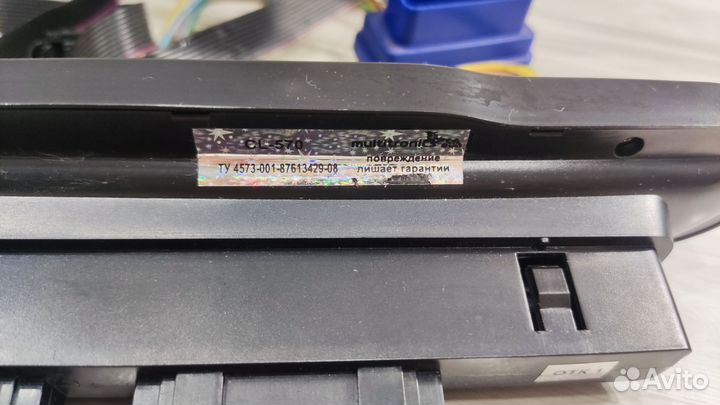 CL-570 multitronics
повреждение
ТУ 4573-001-87613429-08 лишает гарантии
ОТК 1
Avito